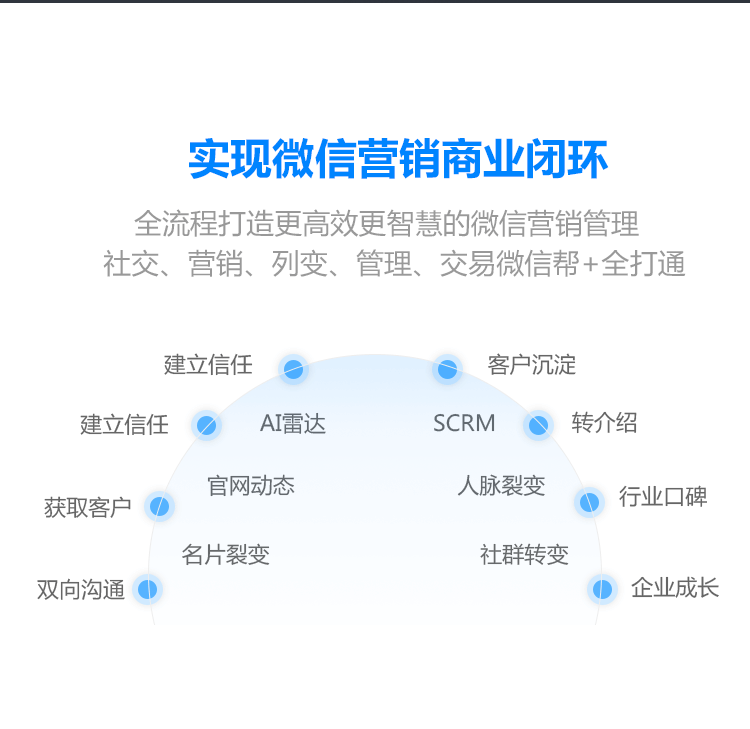 实现微信营销商业闭环
全流程打造更高效更智慧的微信营销管理
社交、营销、列变、管理、交易微信帮+全打通
建立信任
客户沉淀
建立信任
AI雷达
SCRM
转介绍
官网动态
人脉裂变
获取客户
行业口碑
名片裂变
社群转变
双向沟通
企业成长